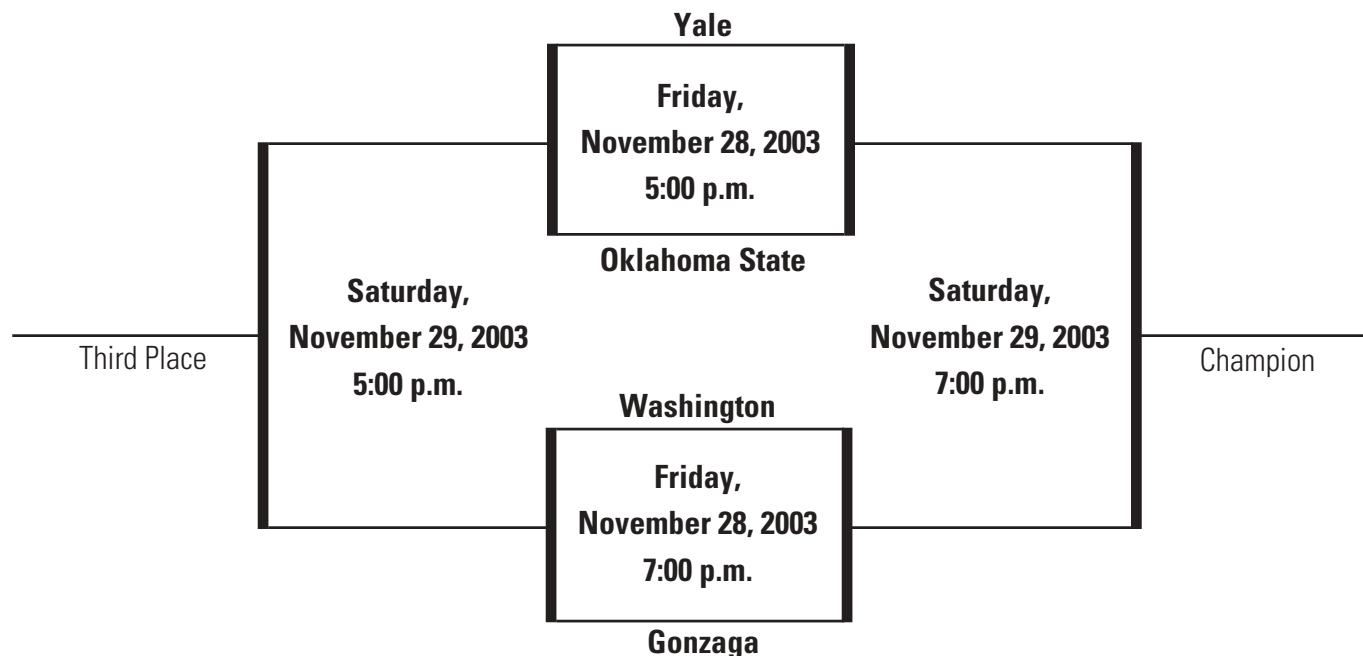 Yale
Friday,
November 28, 2003
5:00 p.m.
Oklahoma State
Saturday,
November 29, 2003
5:00 p.m.
Third Place
Saturday,
November 29, 2003
7:00 p.m.
Champion
Washington
Friday,
November 28, 2003
7:00 p.m.
Gonzaga